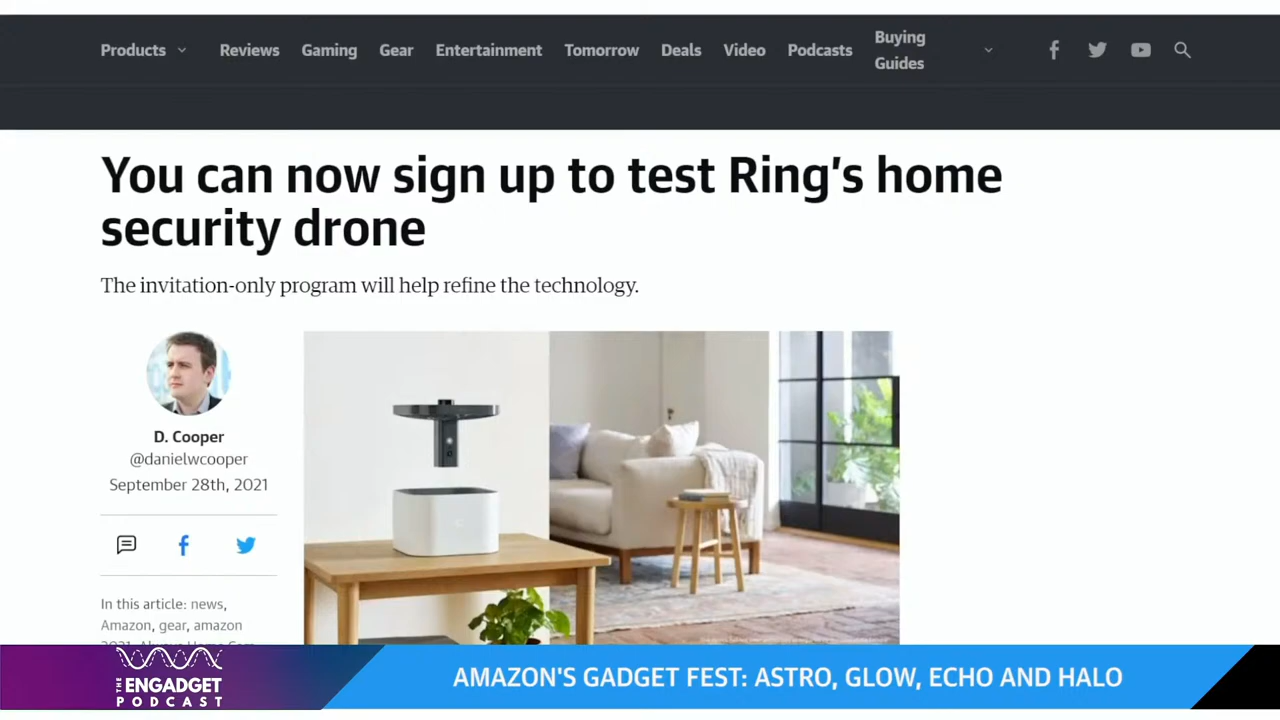 Products
Reviews
Gaming
Gear
Entertainment
Tomorrow
Deals
Video
Podcasts
Buying
Guides
You can now sign up to test Ring's home
security drone
The invitation-only program will help refine the technology.
D. Cooper
@danielwcooper
September 28th, 2021
In this article: news,
Amazon, gear, amazon
THE
ENGADGET
PODCAST
AMAZON'S GADGET FEST: ASTRO, GLOW, ECHO AND HALO